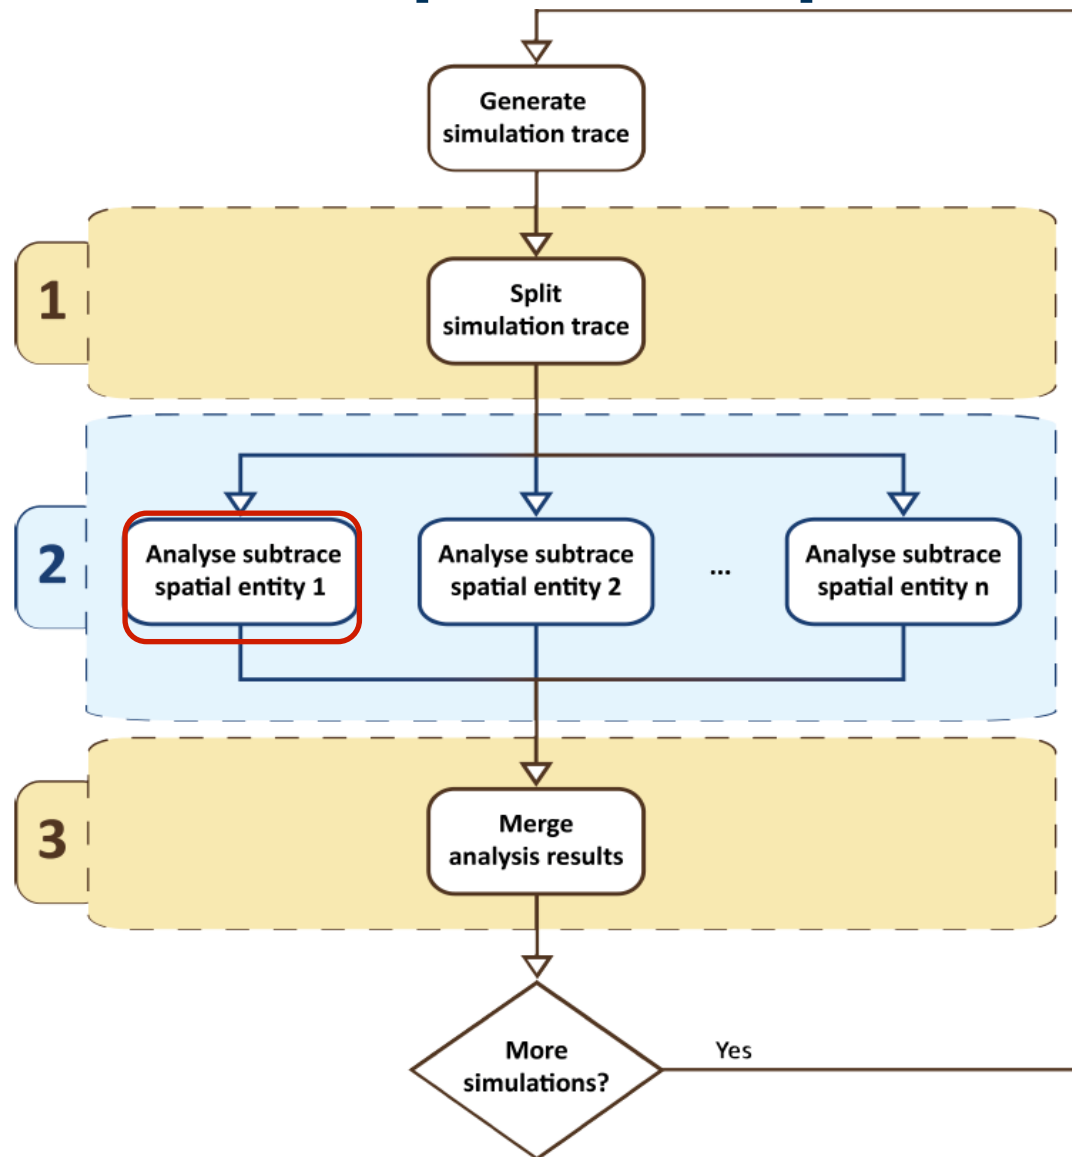 Generate
simulation trace
1
Split
simulation trace
2
Analyse subtrace
spatial entity 1
Analyse subtrace
spatial entity 2
...
Analyse subtrace
spatial entity n
3
Merge
analysis results
More
simulations?
Yes